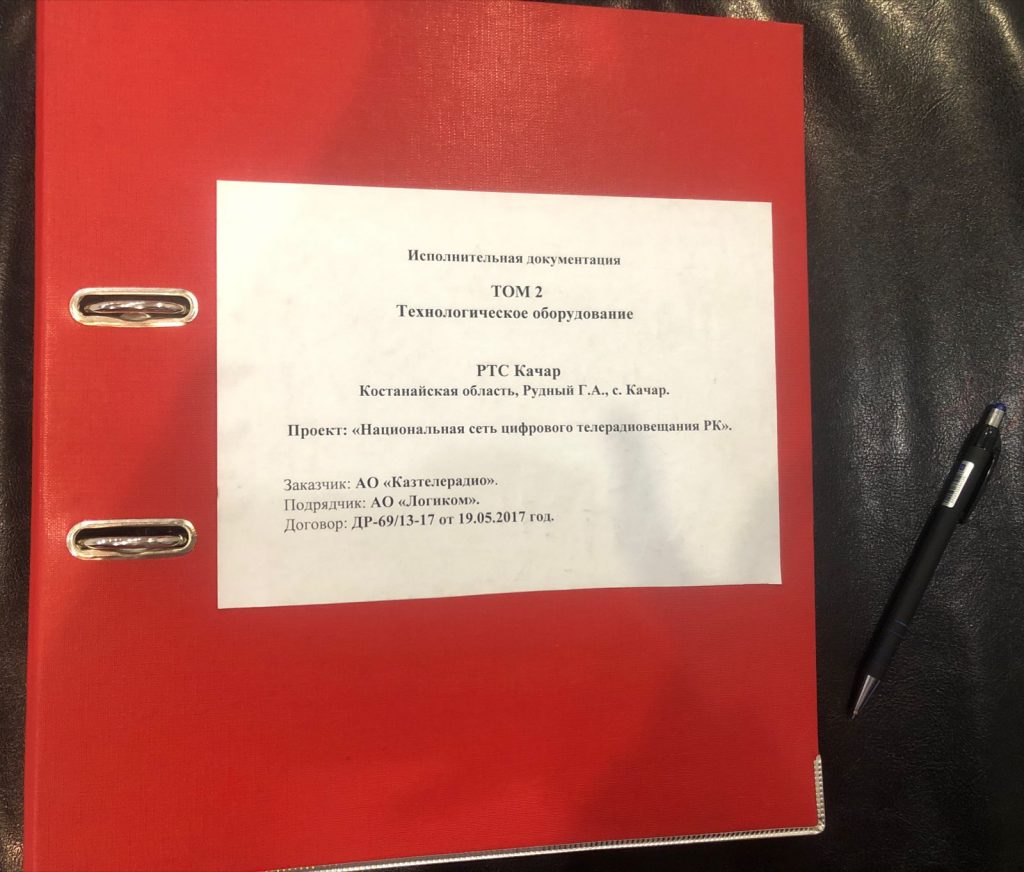 Исполнительная документация
ТОМ 2
Технологическое оборудование
РТС Качар
Костанайская область, Рудный Г.А., с. Качар.
Проект: «Национальная сеть цифрового телерадиовещания РК».
Заказчик: АО «Казтелерадио».
Подрядчик: АО «Логиком».
Договор: ДР-69/13-17 от 19.05.2017 год.